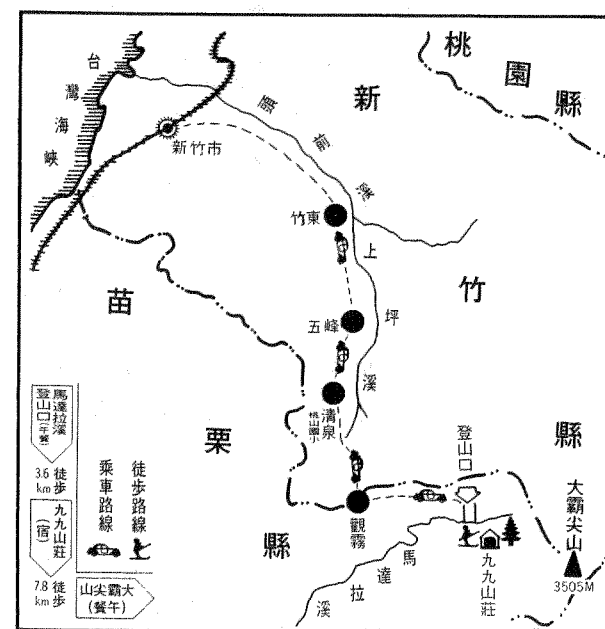 桃園縣
新竹縣
台灣海峽
新竹市
頭前溪
竹東
上坪溪
五峰
清泉
桃山國小
苗栗縣
觀霧
登山口
大霸尖山
3505M
九九山莊
馬達拉溪
馬達拉溪
登山口(午餐)
3.6 km 徒步
九九山莊
(宿)
7.8 km 徒步
大霸尖山
(午餐)
乘車路線
徒步路線